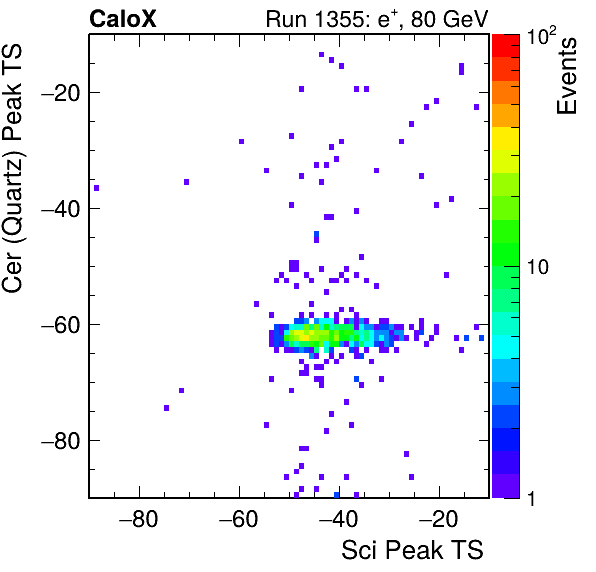 CaloX Run 1355: e+, 80 GeV
Cer (Quartz) Peak TS
−20
−40
−60
−80
−80 −60 −40 −20
Sci Peak TS
10²
10
1
Events